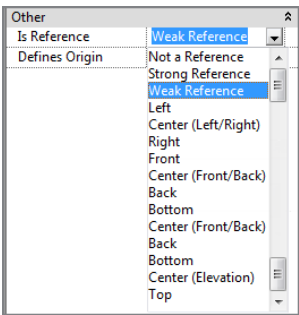 Other
Is Reference Weak Reference
Defines Origin Not a Reference
Strong Reference
Weak Reference
Left
Center (Left/Right)
Right
Front
Center (Front/Back)
Back
Bottom
Center (Front/Back)
Back
Bottom
Center (Elevation)
Top